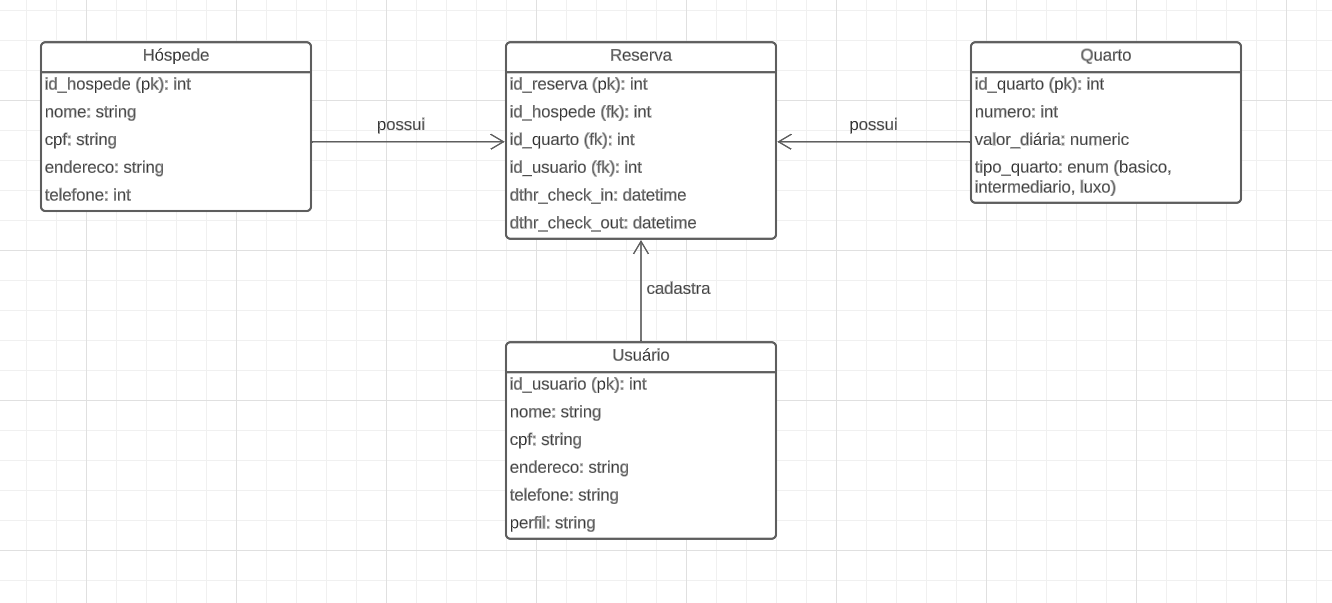 Hóspede
id_hospede (pk): int
nome: string
cpf: string
endereco: string
telefone: int
possui
Reserva
id_reserva (pk): int
id_hospede (fk): int
id_quarto (fk): int
id_usuario (fk): int
dthr_check_in: datetime
dthr_check_out: datetime
possui
Quarto
id_quarto (pk): int
numero: int
valor_diária: numeric
tipo_quarto: enum (basico,
intermediario, luxo)
cadastra
Usuário
id_usuario (pk): int
nome: string
cpf: string
endereco: string
telefone: string
perfil: string